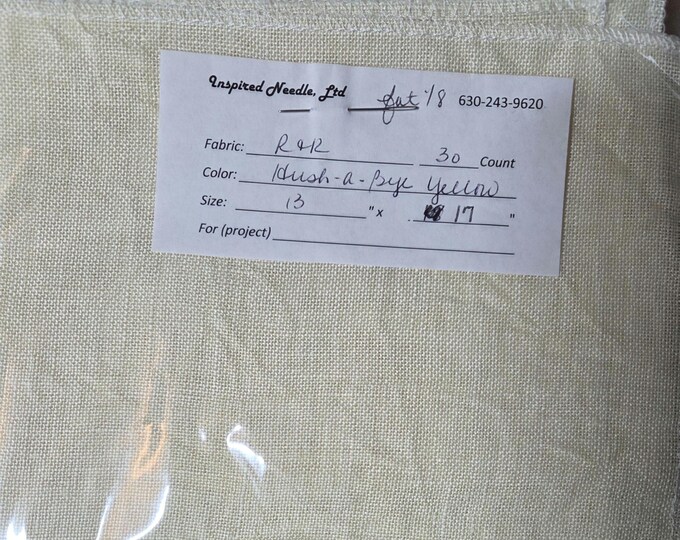 Inspired Needle, Ltd fat 1/8 630-243-9620
Fabric: R & R 30 Count
Color: Hush-a-Bye Yellow
Size: 13 " x 17 "
For (project)